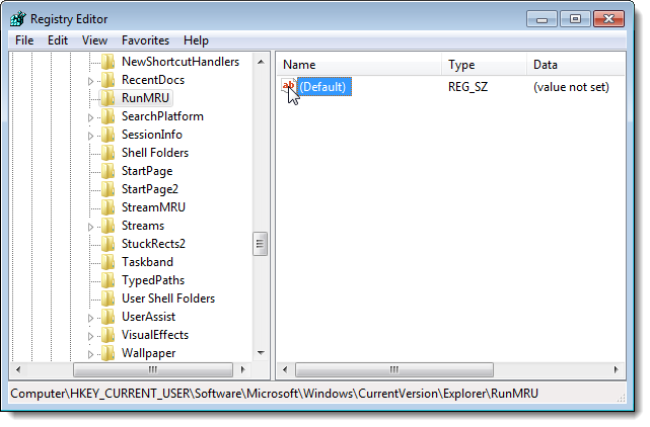 Registry Editor
File Edit View Favorites Help
NewShortcutHandlers
RecentDocs
RunMRU
SearchPlatform
SessionInfo
Shell Folders
StartPage
StartPage2
StreamMRU
Streams
StuckRects2
Taskband
TypedPaths
User Shell Folders
UserAssist
VisualEffects
Wallpaper
Name Type Data
ab (Default) REG_SZ (value not set)
Computer\HKEY_CURRENT_USER\Software\Microsoft\Windows\CurrentVersion\Explorer\RunMRU